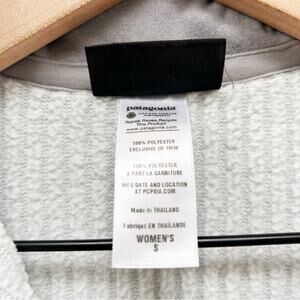 patagonia
Repair, Reuse, Recycle
This Product
www.patagonia.com
100% POLYESTER
EXCLUSIVE OF TRIM
100% POLYESTER
À PART LA GARNITURE
MFG DATE AND LOCATION
AT PCPDIA.COM
Made in THAILAND
Fabriqué EN THAÏLANDE
WOMEN'S
S